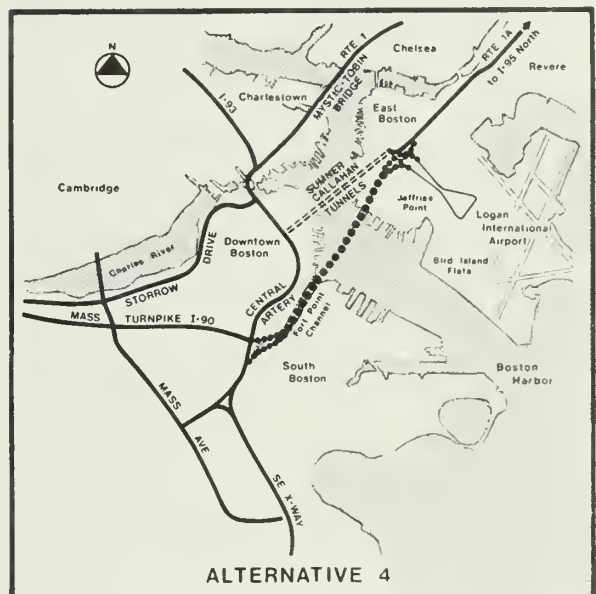 N
RTE 1
MYSTIC-TOBIN
BRIDGE
Chelsea
RTE 1A
to I-95 North
Revere
I-93
Charlestown
East
Boston
Cambridge
SUMNER
CALLAHAN
TUNNELS
Jeffries
Point
Logan
International
Airport
Charles River
STORROW
DRIVE
Downtown
Boston
Bird Island
Flats
CENTRAL
ARTERY
Fort Point
Channel
MASS TURNPIKE I-90
South
Boston
Boston
Harbor
MASS
AVE
SE X-WAY
ALTERNATIVE 4